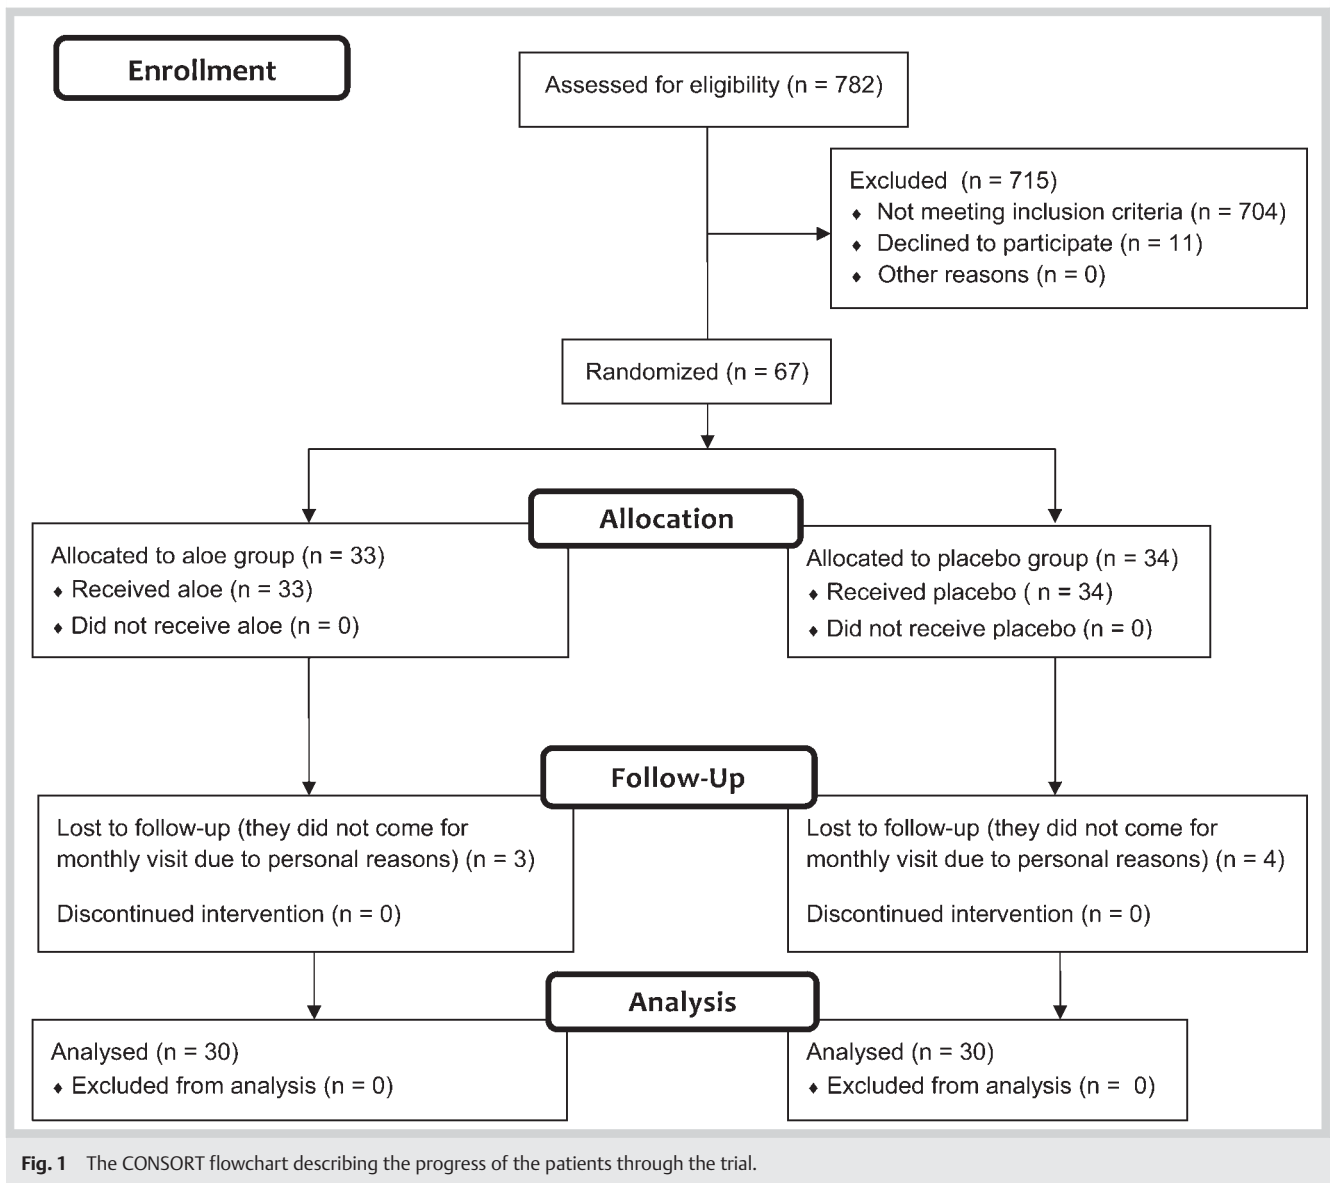 Enrollment
Assessed for eligibility (n = 782)
Excluded (n = 715)
♦ Not meeting inclusion criteria (n = 704)
♦ Declined to participate (n = 11)
♦ Other reasons (n = 0)
Randomized (n = 67)
Allocation
Allocated to aloe group (n = 33)
♦ Received aloe (n = 33)
♦ Did not receive aloe (n = 0)
Allocated to placebo group (n = 34)
♦ Received placebo ( n = 34)
♦ Did not receive placebo (n = 0)
Follow-Up
Lost to follow-up (they did not come for
monthly visit due to personal reasons) (n = 3)
Discontinued intervention (n = 0)
Lost to follow-up (they did not come for
monthly visit due to personal reasons) (n = 4)
Discontinued intervention (n = 0)
Analysis
Analysed (n = 30)
♦ Excluded from analysis (n = 0)
Analysed (n = 30)
♦ Excluded from analysis (n = 0)
Fig. 1 The CONSORT flowchart describing the progress of the patients through the trial.